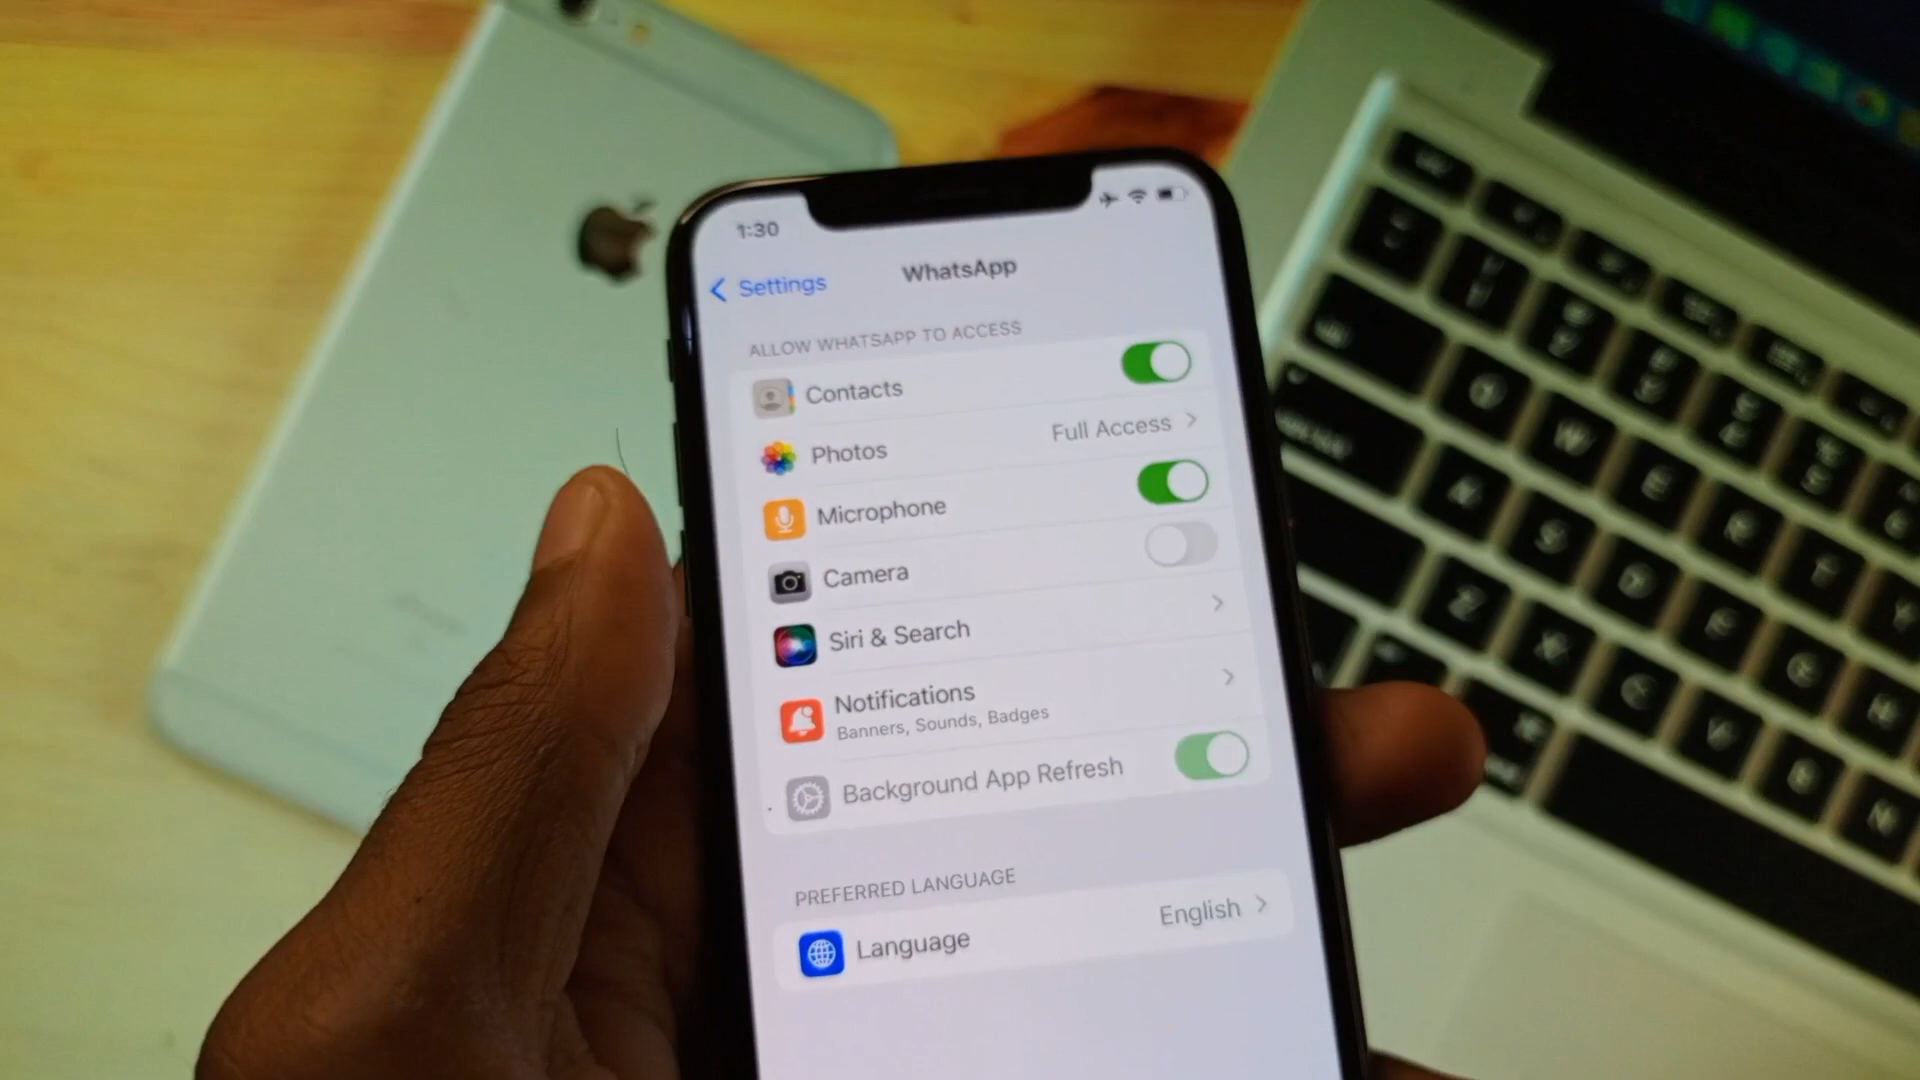 1:30
Settings
WhatsApp
ALLOW WHATSAPP TO ACCESS
Contacts
Photos Full Access
Microphone
Camera
Siri & Search
Notifications
Banners, Sounds, Badges
Background App Refresh
PREFERRED LANGUAGE
Language English
Q
W
E
R
T
Y
A
S
D
F
G
H
Z
X
C
V
B
N